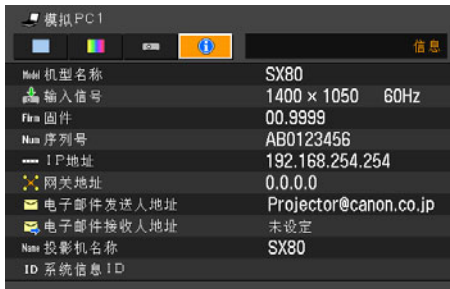 模拟PC1
信息
Model 机型名称 SX80
输入信号 1400 × 1050 60Hz
Firm 固件 00.9999
Num 序列号 AB0123456
IP地址 192.168.254.254
网关地址 0.0.0.0
电子邮件发送人地址 Projector@canon.co.jp
电子邮件接收人地址 未设定
Name 投影机名称 SX80
ID 系统信息ID